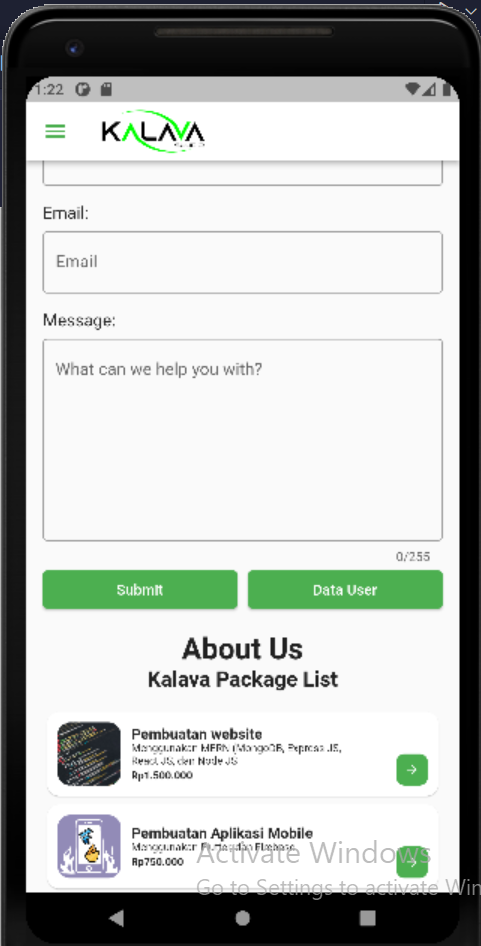 1:22
KALAVA
SHOP
Email:
Email
Message:
What can we help you with?
0/255
Submit
Data User
About Us
Kalava Package List
Pembuatan website
Menggunakan MERN (MongoDB, Express JS,
React JS, dan Node JS
Rp1.500.000
Pembuatan Aplikasi Mobile
Menggunakan Flutter dan Firebase
Rp750.000
Activate Windows
Go to Settings to activate Win